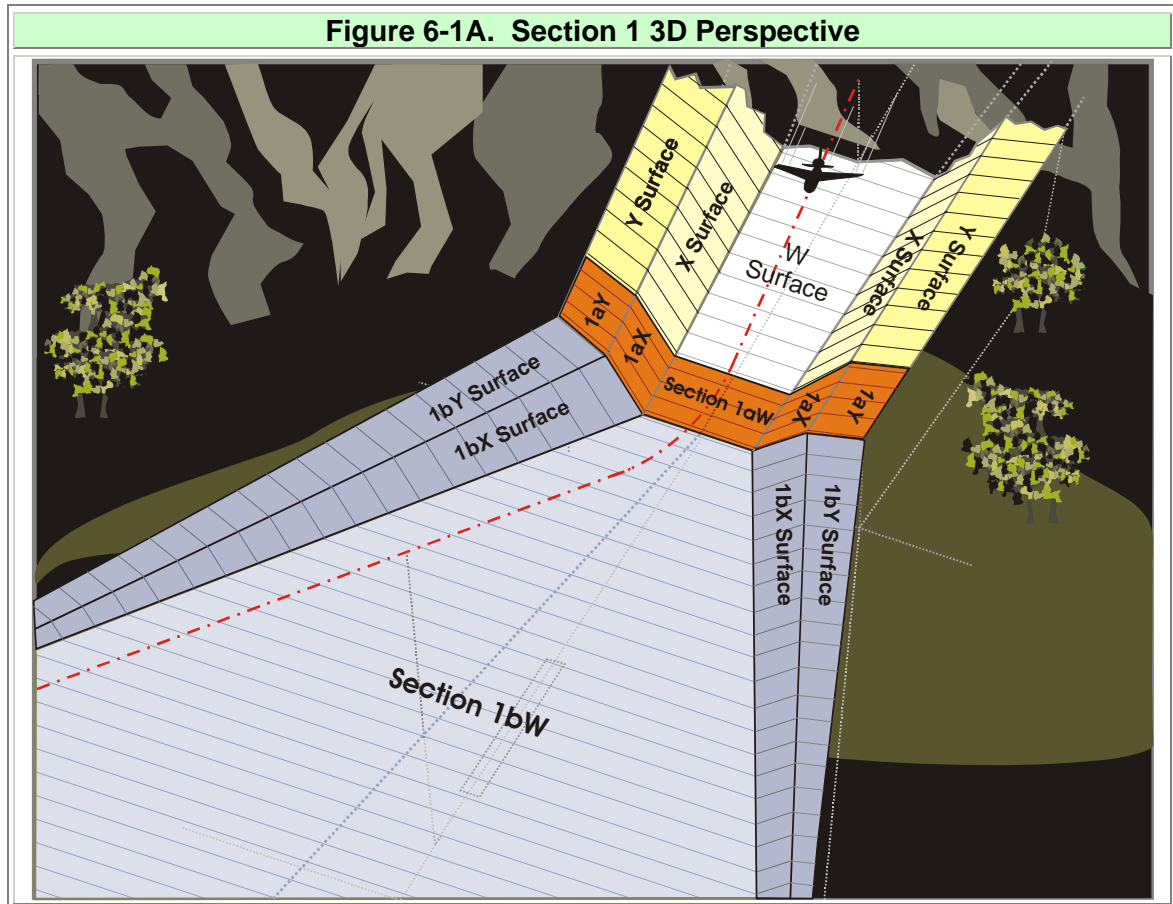 Figure 6-1A. Section 1 3D Perspective
Y Surface
X Surface
W
Surface
X Surface
Y Surface
1aY
1aX
Section 1aW
1aX
1aY
1bY Surface
1bX Surface
1bX Surface
1bY Surface
Section 1bW